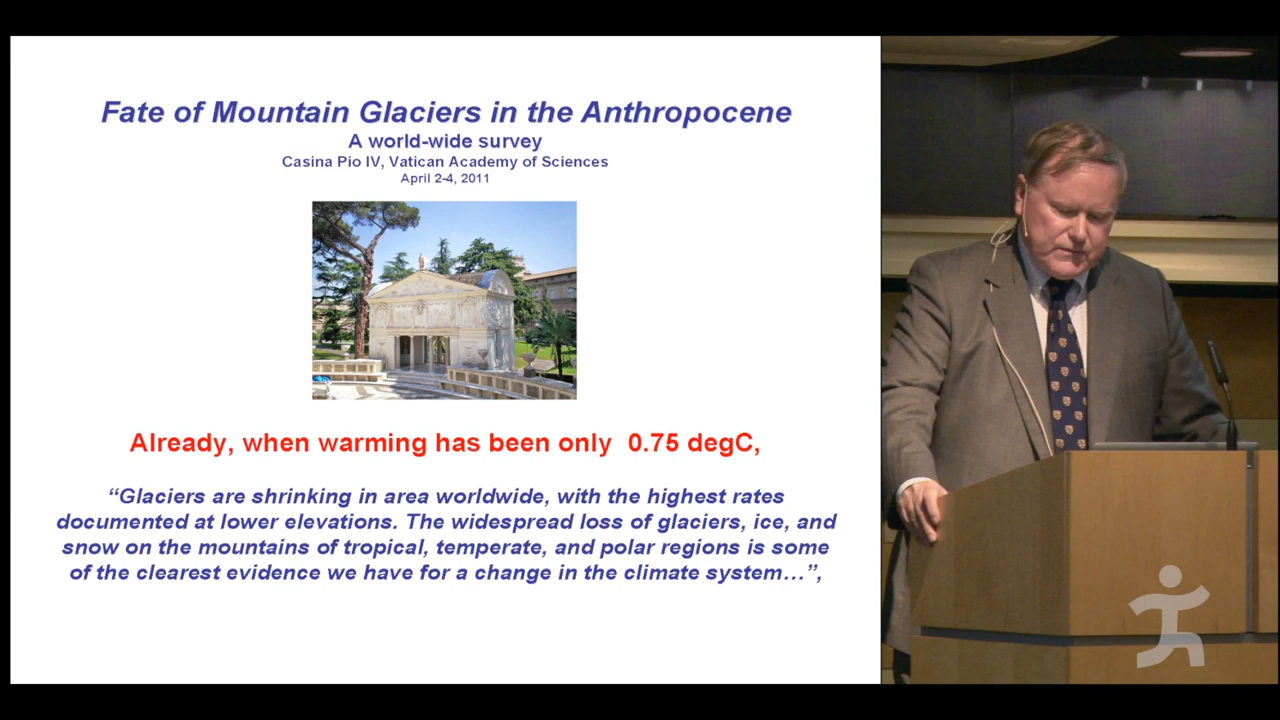 Fate of Mountain Glaciers in the Anthropocene
A world-wide survey
Casina Pio IV, Vatican Academy of Sciences
April 2-4, 2011
Already, when warming has been only  0.75 degC,
“Glaciers are shrinking in area worldwide, with the highest rates
documented at lower elevations. The widespread loss of glaciers, ice, and
snow on the mountains of tropical, temperate, and polar regions is some
of the clearest evidence we have for a change in the climate system…”,